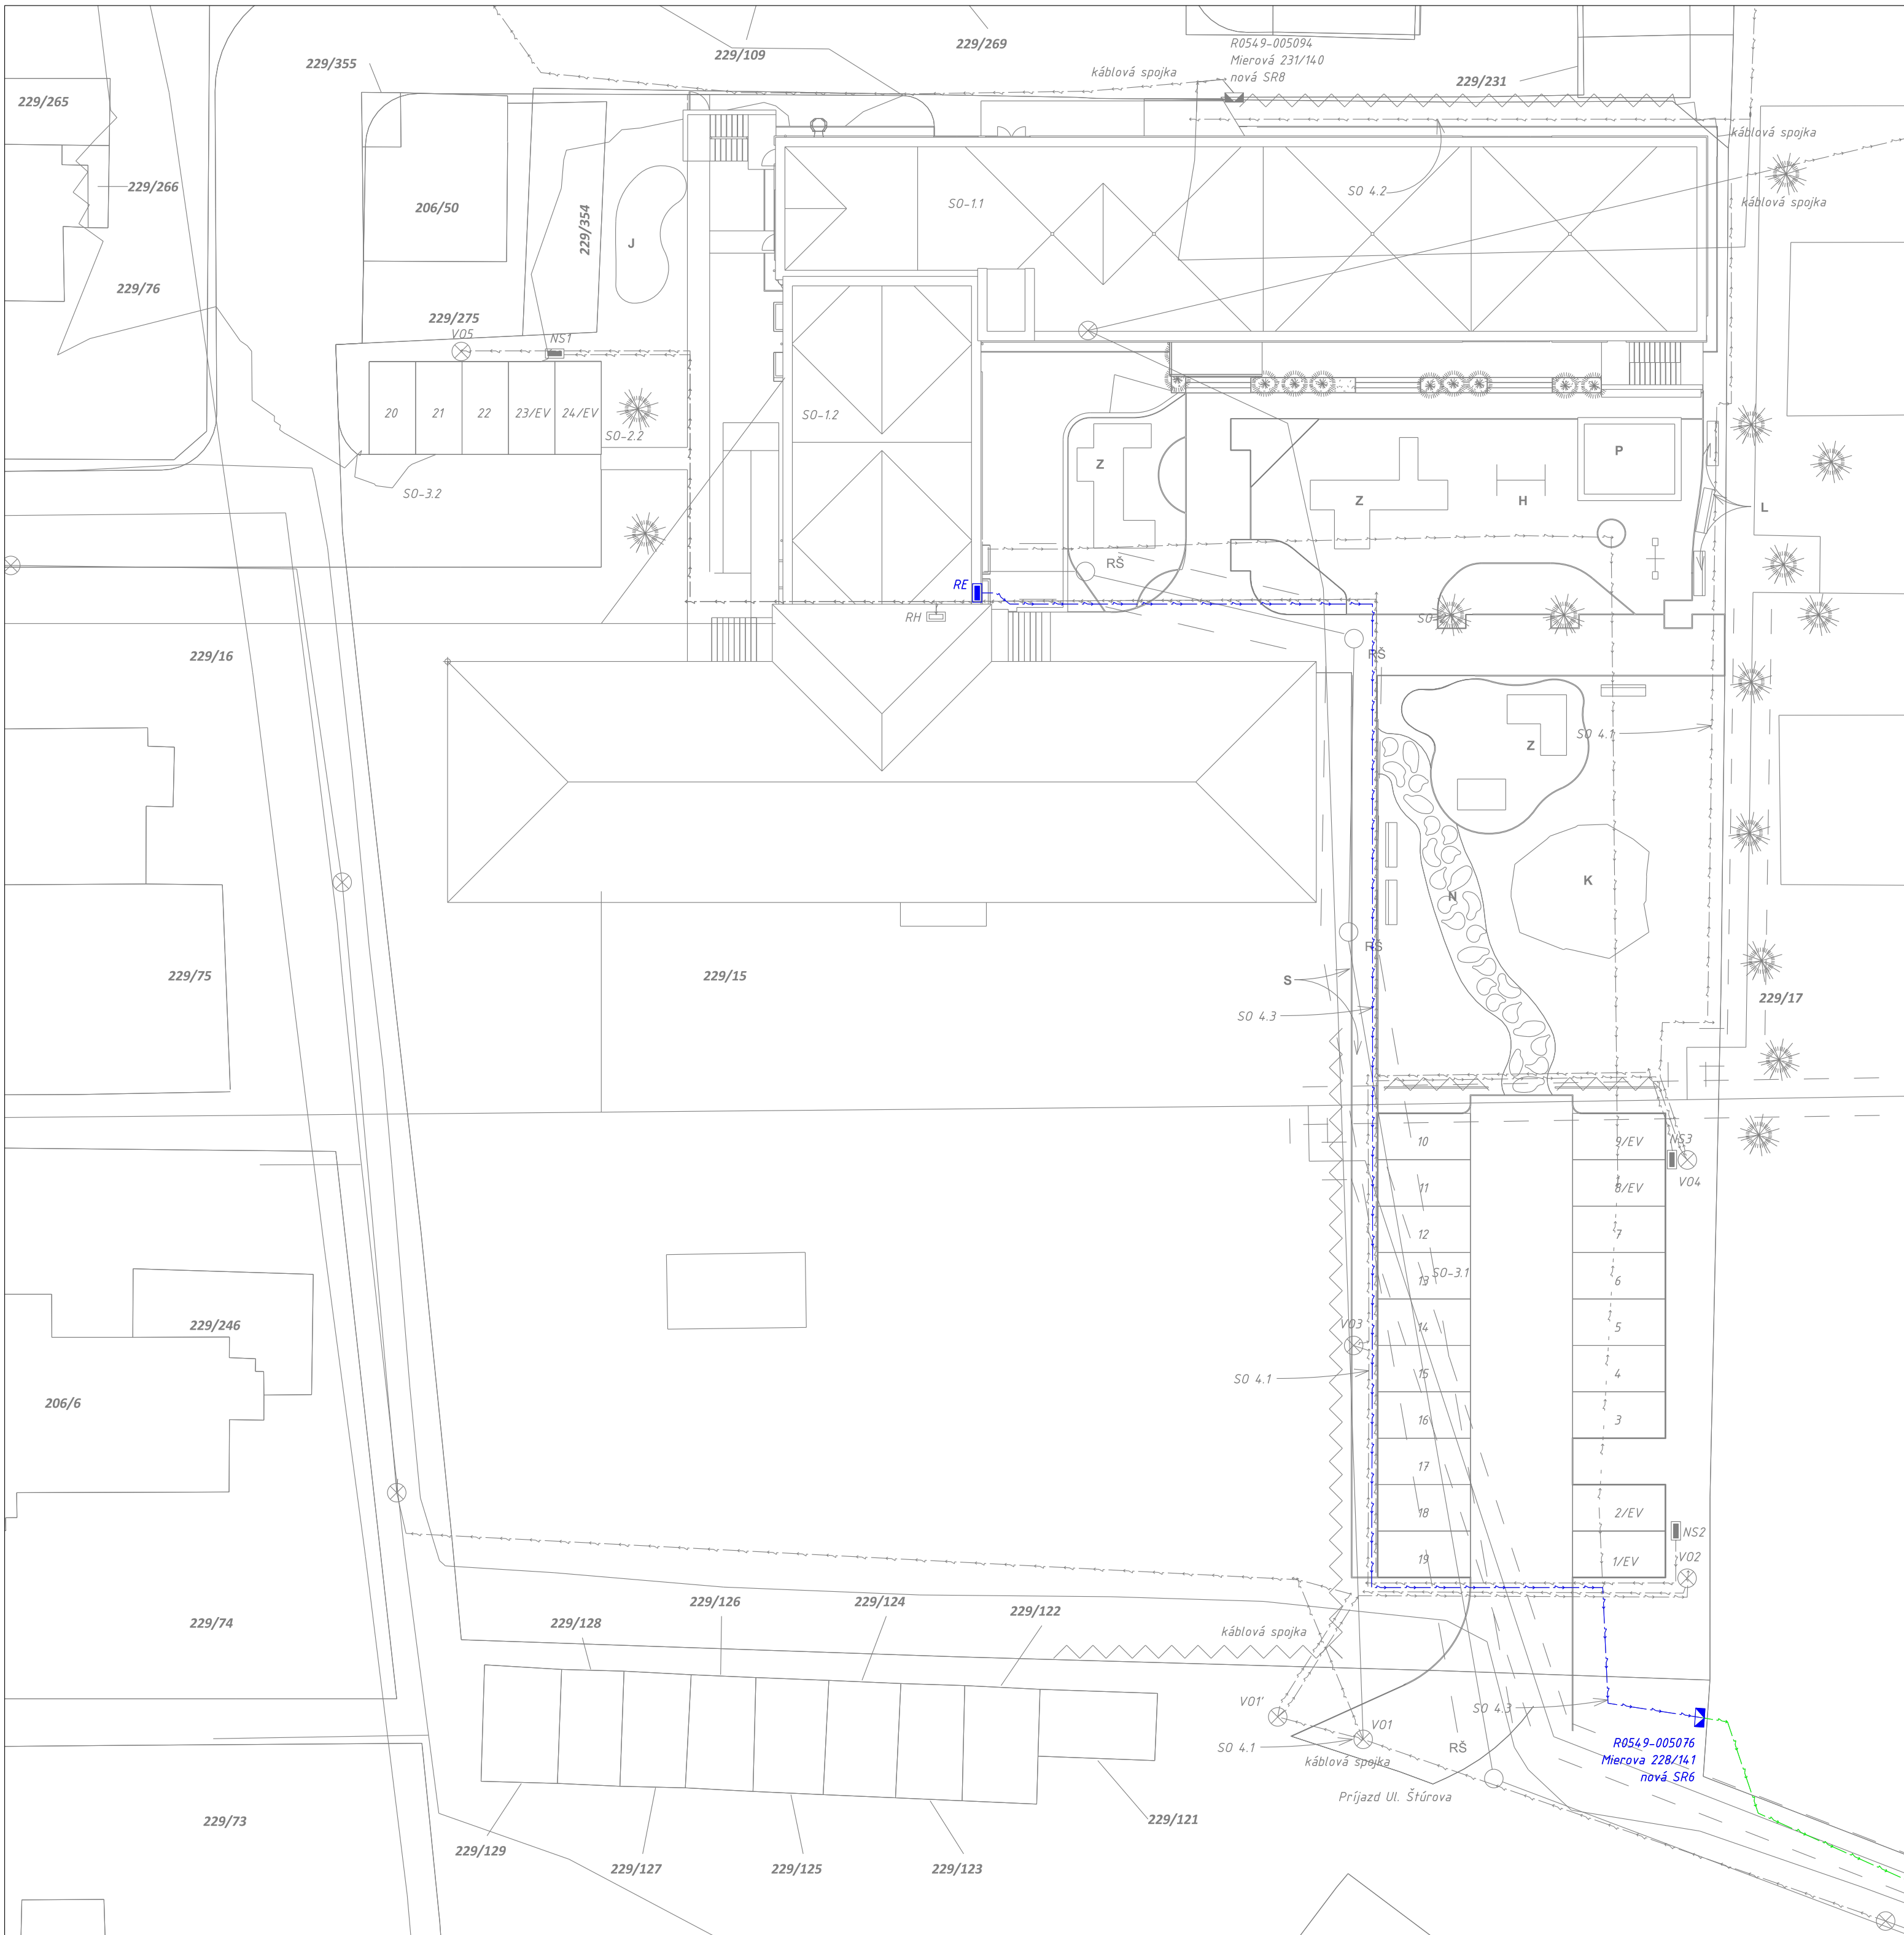 229/109
229/269
R0549-005094
Mierová 231/140
nová SR8
229/355
káblová spojka
229/231
229/265
káblová spojka
229/266
SO 4.2
SO-1.1
káblová spojka
206/50
229/354
J
229/76
229/275
VO5
NS1
20
21
22
23/EV
24/EV
SO-1.2
SO-2.2
SO-3.2
Z
P
Z
H
L
RŠ
RE
RH
229/16
RŠ
Z
SO 4.1
K
N
RŠ
229/75
229/15
S
229/17
SO 4.3
10
9/EV
NS3
11
8/EV
VO4
12
7
13
SO-3.1
6
229/246
14
5
VO3
SO 4.1
15
4
206/6
16
3
17
18
2/EV
NS2
19
1/EV
VO2
229/74
229/128
229/126
229/124
229/122
káblová spojka
VO1'
SO 4.3
VO1
SO 4.1
RŠ
káblová spojka
R0549-005076
Mierova 228/141
nová SR6
Príjazd Ul. Štúrova
229/73
229/121
229/129
229/127
229/125
229/123